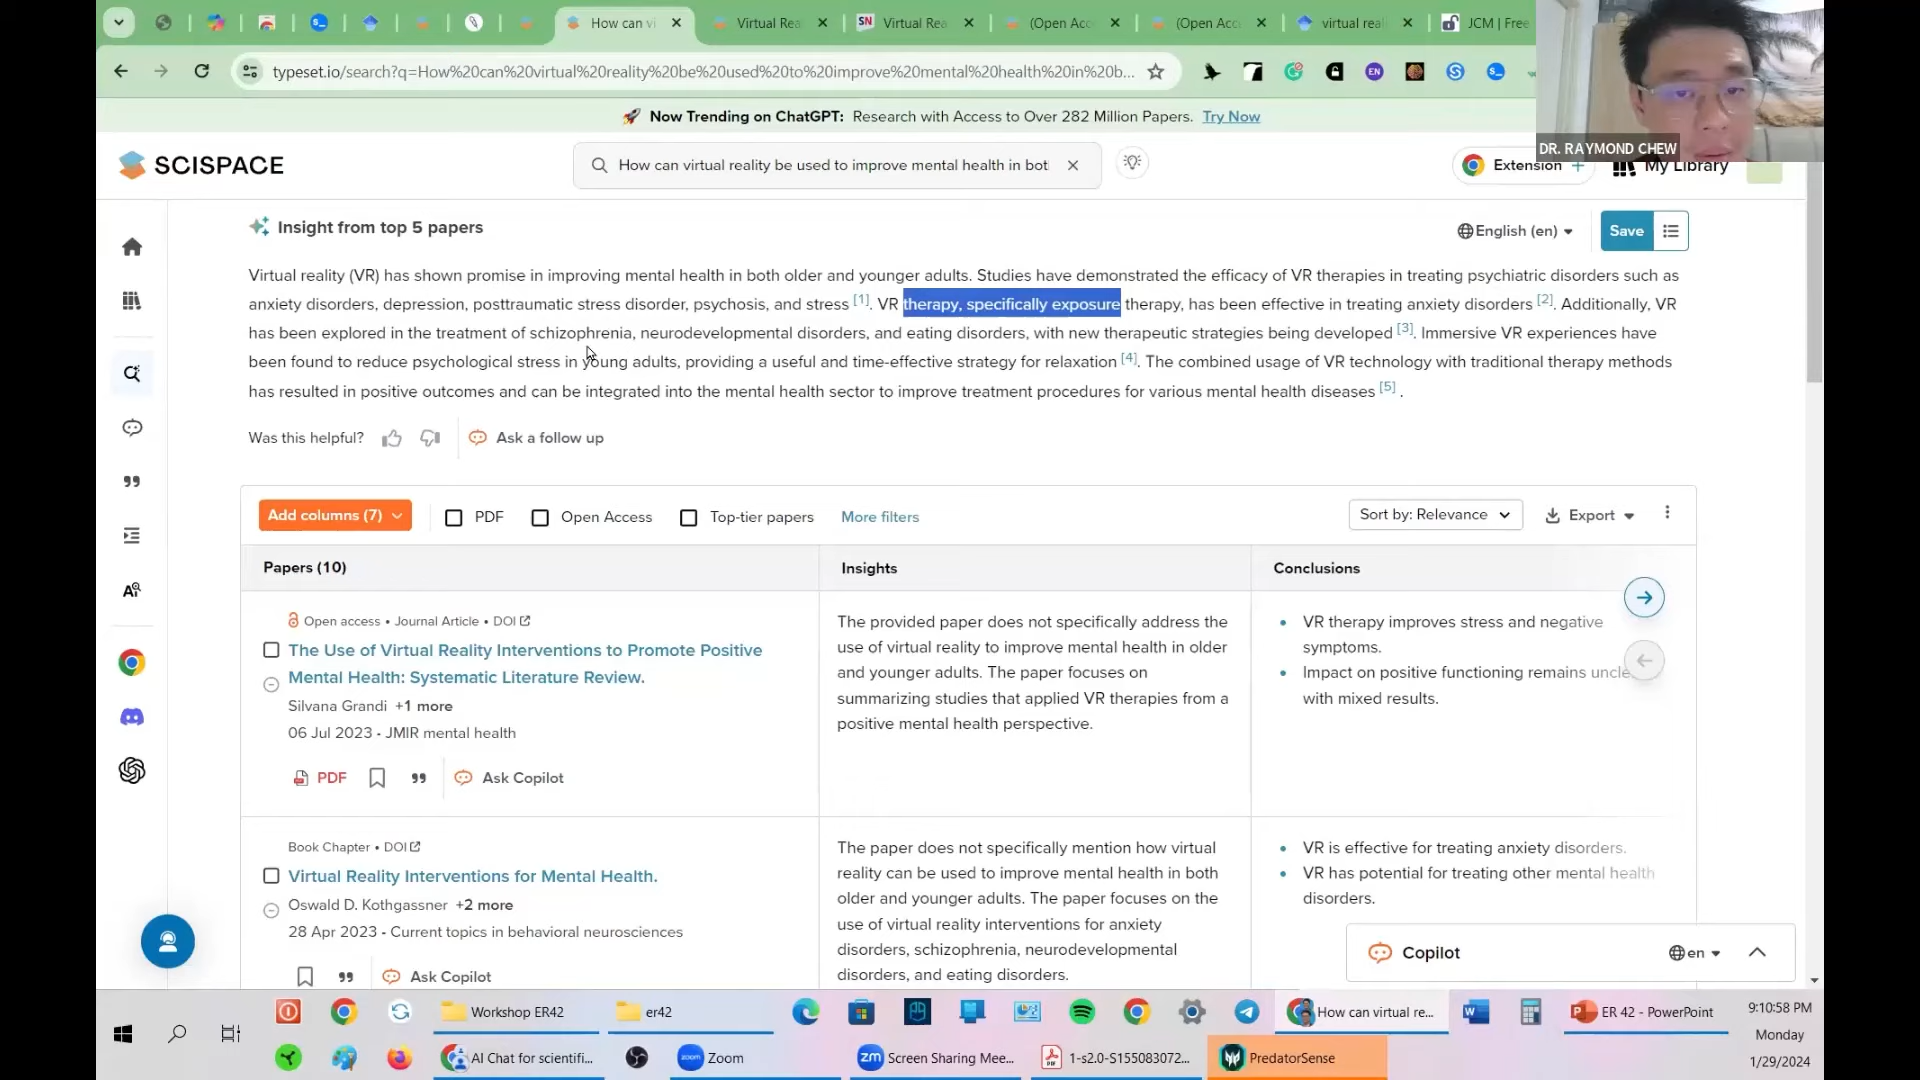 How can vi
Virtual Rea
SN Virtual Rea
(Open Acc
(Open Acc
virtual real
JCM | Free
typeset.io/search?q=How%20can%20virtual%20reality%20be%20used%20to%20improve%20mental%20health%20in%20b...
EN
DR. RAYMOND CHEW
Now Trending on ChatGPT: Research with Access to Over 282 Million Papers. Try Now
SCISPACE
How can virtual reality be used to improve mental health in bot
Extension
My Library
Insight from top 5 papers
English (en)
Save
Virtual reality (VR) has shown promise in improving mental health in both older and younger adults. Studies have demonstrated the efficacy of VR therapies in treating psychiatric disorders such as
anxiety disorders, depression, posttraumatic stress disorder, psychosis, and stress [1]. VR therapy, specifically exposure therapy, has been effective in treating anxiety disorders [2]. Additionally, VR
has been explored in the treatment of schizophrenia, neurodevelopmental disorders, and eating disorders, with new therapeutic strategies being developed [3]. Immersive VR experiences have
been found to reduce psychological stress in young adults, providing a useful and time-effective strategy for relaxation [4]. The combined usage of VR technology with traditional therapy methods
has resulted in positive outcomes and can be integrated into the mental health sector to improve treatment procedures for various mental health diseases [5] .
Was this helpful?
Ask a follow up
Add columns (7)
PDF
Open Access
Top-tier papers
More filters
Sort by: Relevance
Export
Papers (10)
Insights
Conclusions
Open access • Journal Article • DOI
The Use of Virtual Reality Interventions to Promote Positive
Mental Health: Systematic Literature Review.
Silvana Grandi +1 more
06 Jul 2023 - JMIR mental health
PDF
Ask Copilot
The provided paper does not specifically address the
use of virtual reality to improve mental health in older
and younger adults. The paper focuses on
summarizing studies that applied VR therapies from a
positive mental health perspective.
• VR therapy improves stress and negative
symptoms.
• Impact on positive functioning remains uncle
with mixed results.
Book Chapter • DOI
Virtual Reality Interventions for Mental Health.
Oswald D. Kothgassner +2 more
28 Apr 2023 - Current topics in behavioral neurosciences
Ask Copilot
The paper does not specifically mention how virtual
reality can be used to improve mental health in both
older and younger adults. The paper focuses on the
use of virtual reality interventions for anxiety
disorders, schizophrenia, neurodevelopmental
disorders, and eating disorders.
• VR is effective for treating anxiety disorders.
• VR has potential for treating other mental health
disorders.
Copilot
en
Workshop ER42
er42
How can virtual re...
ER 42 - PowerPoint
9:10:58 PM
Monday
1/29/2024
AI Chat for scientifi...
zoom Zoom
zm Screen Sharing Mee...
1-s2.0-S155083072...
PredatorSense